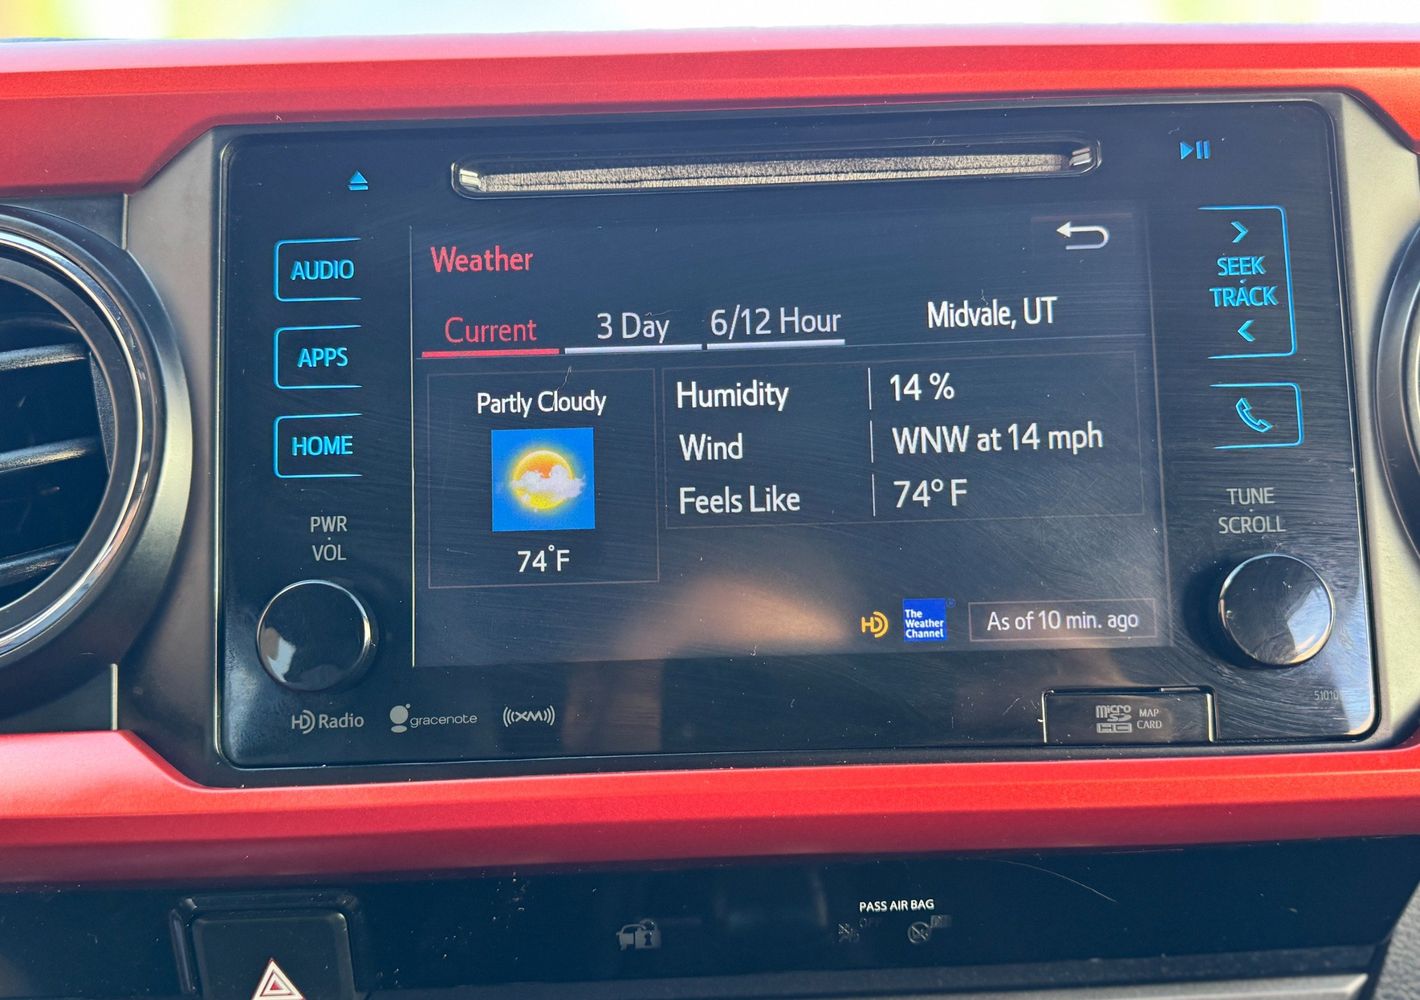 AUDIO
APPS
HOME
PWR
VOL
Weather
Current
3 Day
6/12 Hour
Midvale, UT
Partly Cloudy
74°F
Humidity
14 %
Wind
WNW at 14 mph
Feels Like
74° F
HD
The
Weather
Channel
As of 10 min. ago
SEEK
TRACK
TUNE
SCROLL
HD Radio
gracenote
((XM))
micro
SD
HC
MAP
CARD
PASS AIR BAG